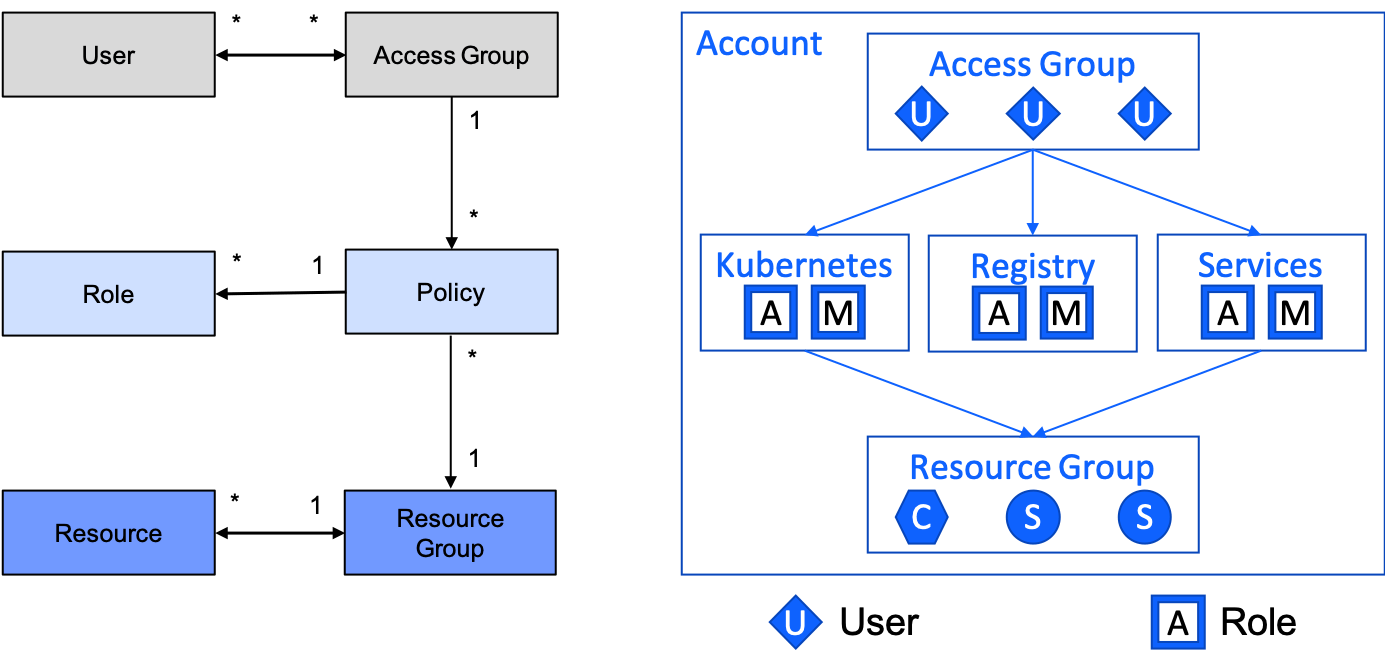 User
* *
Access Group
1
*
Role
* 1
Policy
*
1
Resource
* 1
Resource
Group
Account
Access Group
U U U
Kubernetes
A M
Registry
A M
Services
A M
Resource Group
C S S
U User
A Role